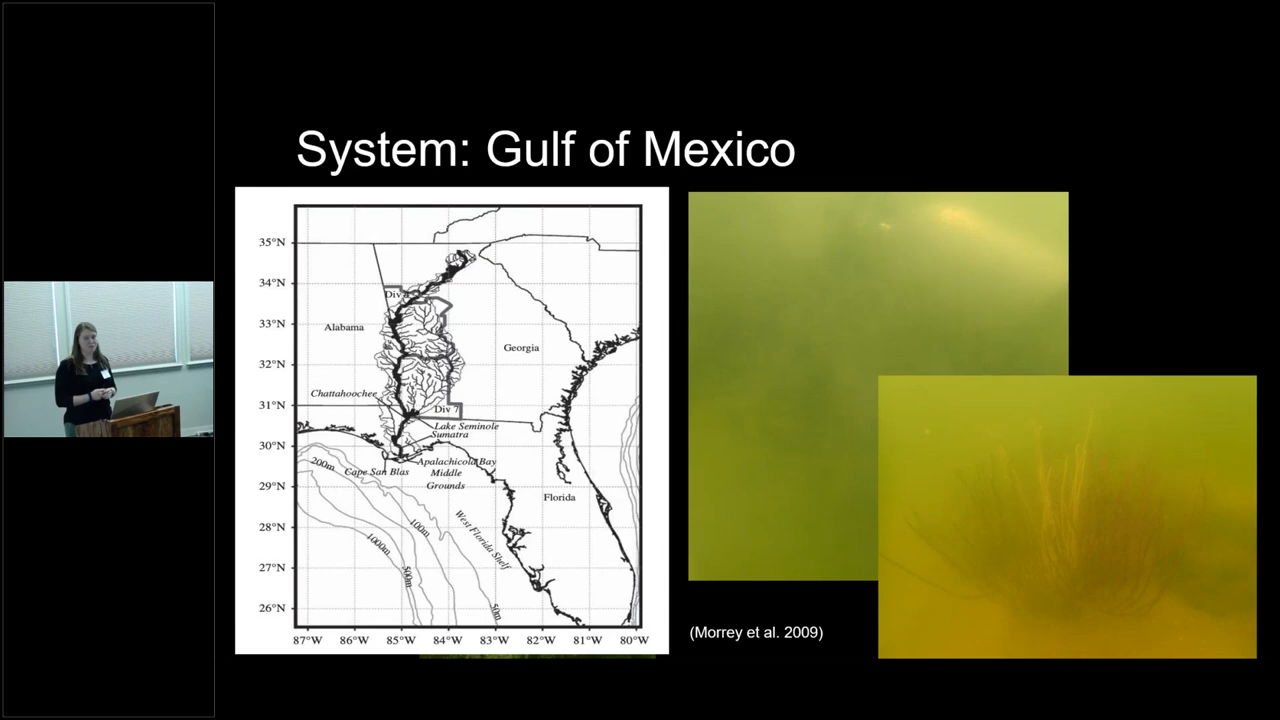 System: Gulf of Mexico
35°N
34°N
33°N
32°N
31°N
30°N
29°N
28°N
27°N
26°N
87°W 86°W 85°W 84°W 83°W 82°W 81°W 80°W
Div
Alabama
Georgia
Chattahoochee
Div 7
Lake Seminole
Sumatra
200m
Cape San Blas
Apalachicola Bay
Middle
Grounds
Florida
West Florida Shelf
100m
1000m
500m
50m
(Morrey et al. 2009)